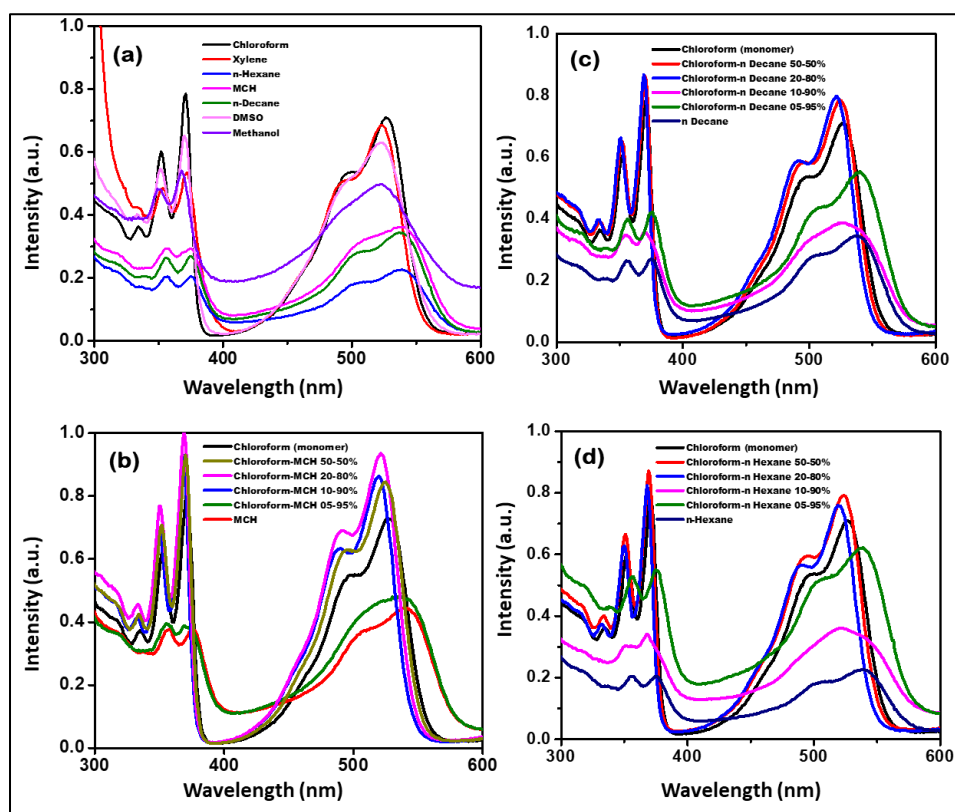 (a)
Chloroform
Xylene
n-Hexane
MCH
n-Decane
DMSO
Methanol
1.0
0.8
0.6
0.4
0.2
0.0
Intensity (a.u.)
300 400 500 600
Wavelength (nm)
(c)
Chloroform (monomer)
Chloroform-n Decane 50-50%
Chloroform-n Decane 20-80%
Chloroform-n Decane 10-90%
Chloroform-n Decane 05-95%
n Decane
1.0
0.8
0.6
0.4
0.2
0.0
Intensity (a.u.)
300 400 500 600
Wavelength (nm)
(b)
Chloroform (monomer)
Chloroform-MCH 50-50%
Chloroform-MCH 20-80%
Chloroform-MCH 10-90%
Chloroform-MCH 05-95%
MCH
1.0
0.8
0.6
0.4
0.2
0.0
Intensity (a.u.)
300 400 500 600
Wavelength (nm)
(d)
Chloroform (monomer)
Chloroform-n Hexane 50-50%
Chloroform-n Hexane 20-80%
Chloroform-n Hexane 10-90%
Chloroform-n Hexane 05-95%
n-Hexane
1.0
0.8
0.6
0.4
0.2
0.0
Intensity (a.u.)
300 400 500 600
Wavelength (nm)